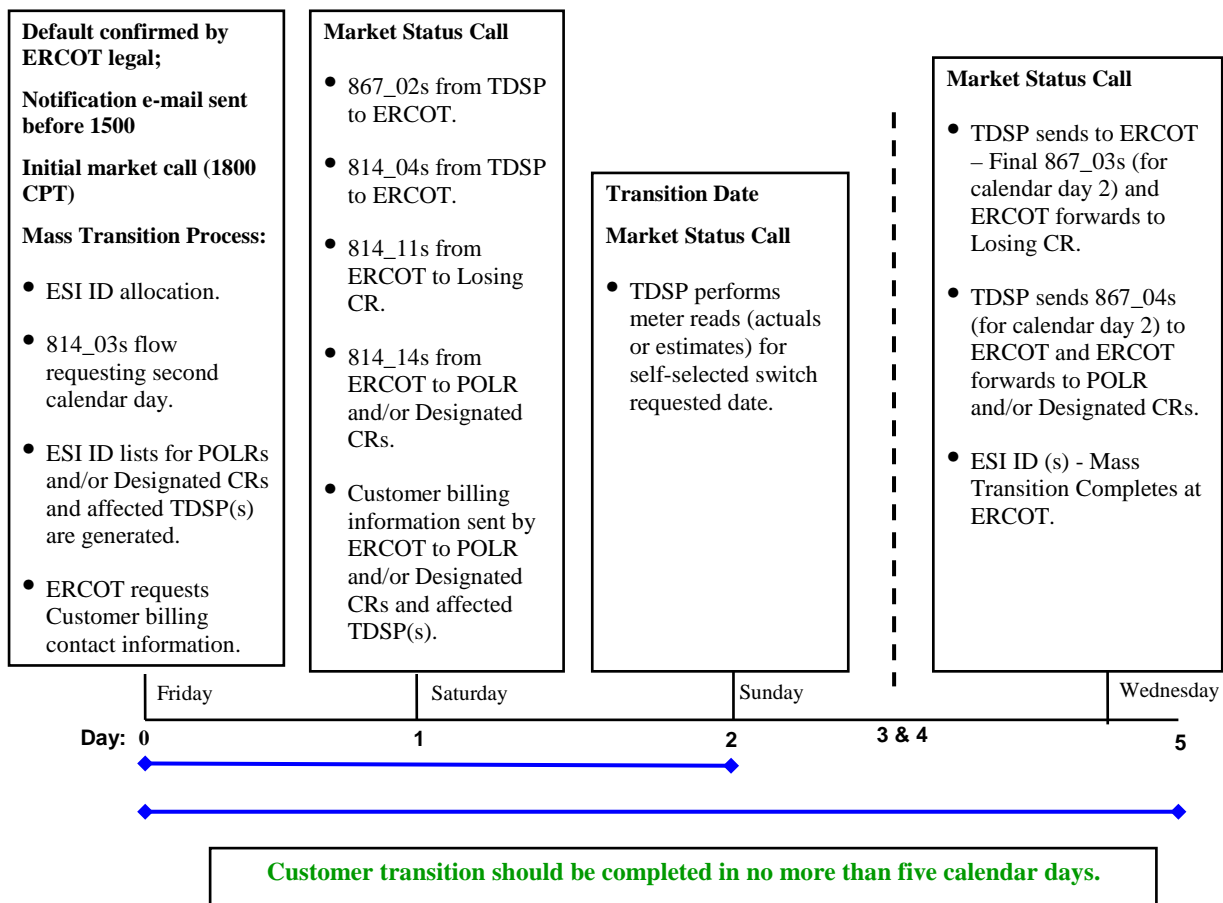 Default confirmed by
ERCOT legal;
Notification e-mail sent
before 1500
Initial market call (1800
CPT)
Mass Transition Process:
• ESI ID allocation.
• 814_03s flow
requesting second
calendar day.
• ESI ID lists for POLRs
and/or Designated CRs
and affected TDSP(s)
are generated.
• ERCOT requests
Customer billing
contact information.
Market Status Call
• 867_02s from TDSP
to ERCOT.
• 814_04s from TDSP
to ERCOT.
• 814_11s from
ERCOT to Losing
CR.
• 814_14s from
ERCOT to POLR
and/or Designated
CRs.
• Customer billing
information sent by
ERCOT to POLR
and/or Designated
CRs and affected
TDSP(s).
Transition Date
Market Status Call
• TDSP performs
meter reads (actuals
or estimates) for
self-selected switch
requested date.
Market Status Call
• TDSP sends to ERCOT
– Final 867_03s (for
calendar day 2) and
ERCOT forwards to
Losing CR.
• TDSP sends 867_04s
(for calendar day 2) to
ERCOT and ERCOT
forwards to POLR
and/or Designated CRs.
• ESI ID (s) - Mass
Transition Completes at
ERCOT.
Friday
Saturday
Sunday
Wednesday
Day: 0
1
2
3 & 4
5
Customer transition should be completed in no more than five calendar days.